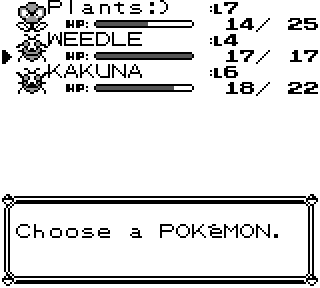 Plants:) :L7
HP: 14/ 25
WEEDLE :L4
HP: 17/ 17
KAKUNA :L6
HP: 18/ 22
Choose a POKéMON.